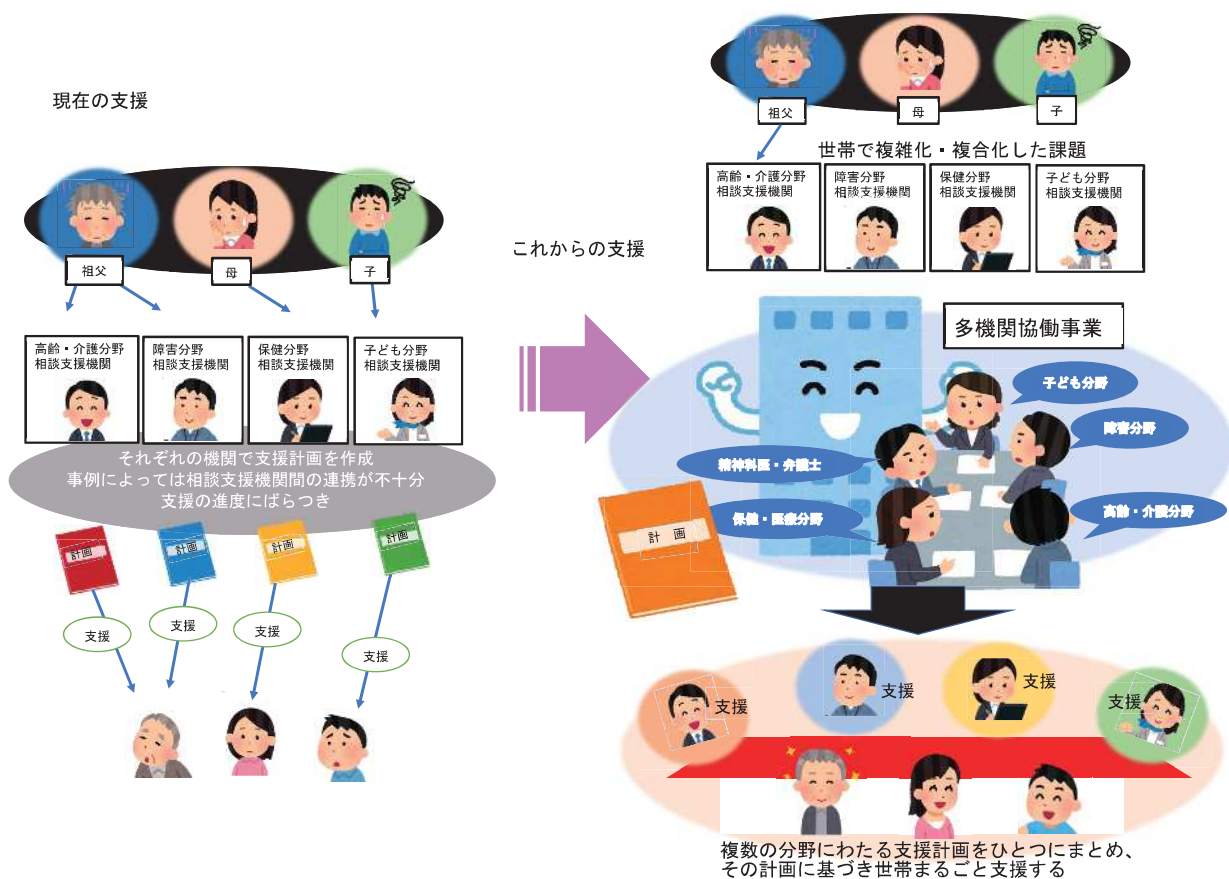 現在の支援
祖父
母
子
高齢・介護分野
相談支援機関
障害分野
相談支援機関
保健分野
相談支援機関
子ども分野
相談支援機関
それぞれの機関で支援計画を作成
事例によっては相談支援機関間の連携が不十分
支援の進度にばらつき
計画
計画
計画
計画
支援
支援
支援
支援
これからの支援
祖父
母
子
世帯で複雑化・複合化した課題
高齢・介護分野
相談支援機関
障害分野
相談支援機関
保健分野
相談支援機関
子ども分野
相談支援機関
多機関協働事業
子ども分野
障害分野
精神科医・弁護士
保健・医療分野
高齢・介護分野
計 画
支援
支援
支援
支援
複数の分野にわたる支援計画をひとつにまとめ、
その計画に基づき世帯まるごと支援する